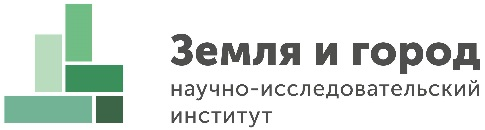 Земля и город
научно-исследовательский
институт